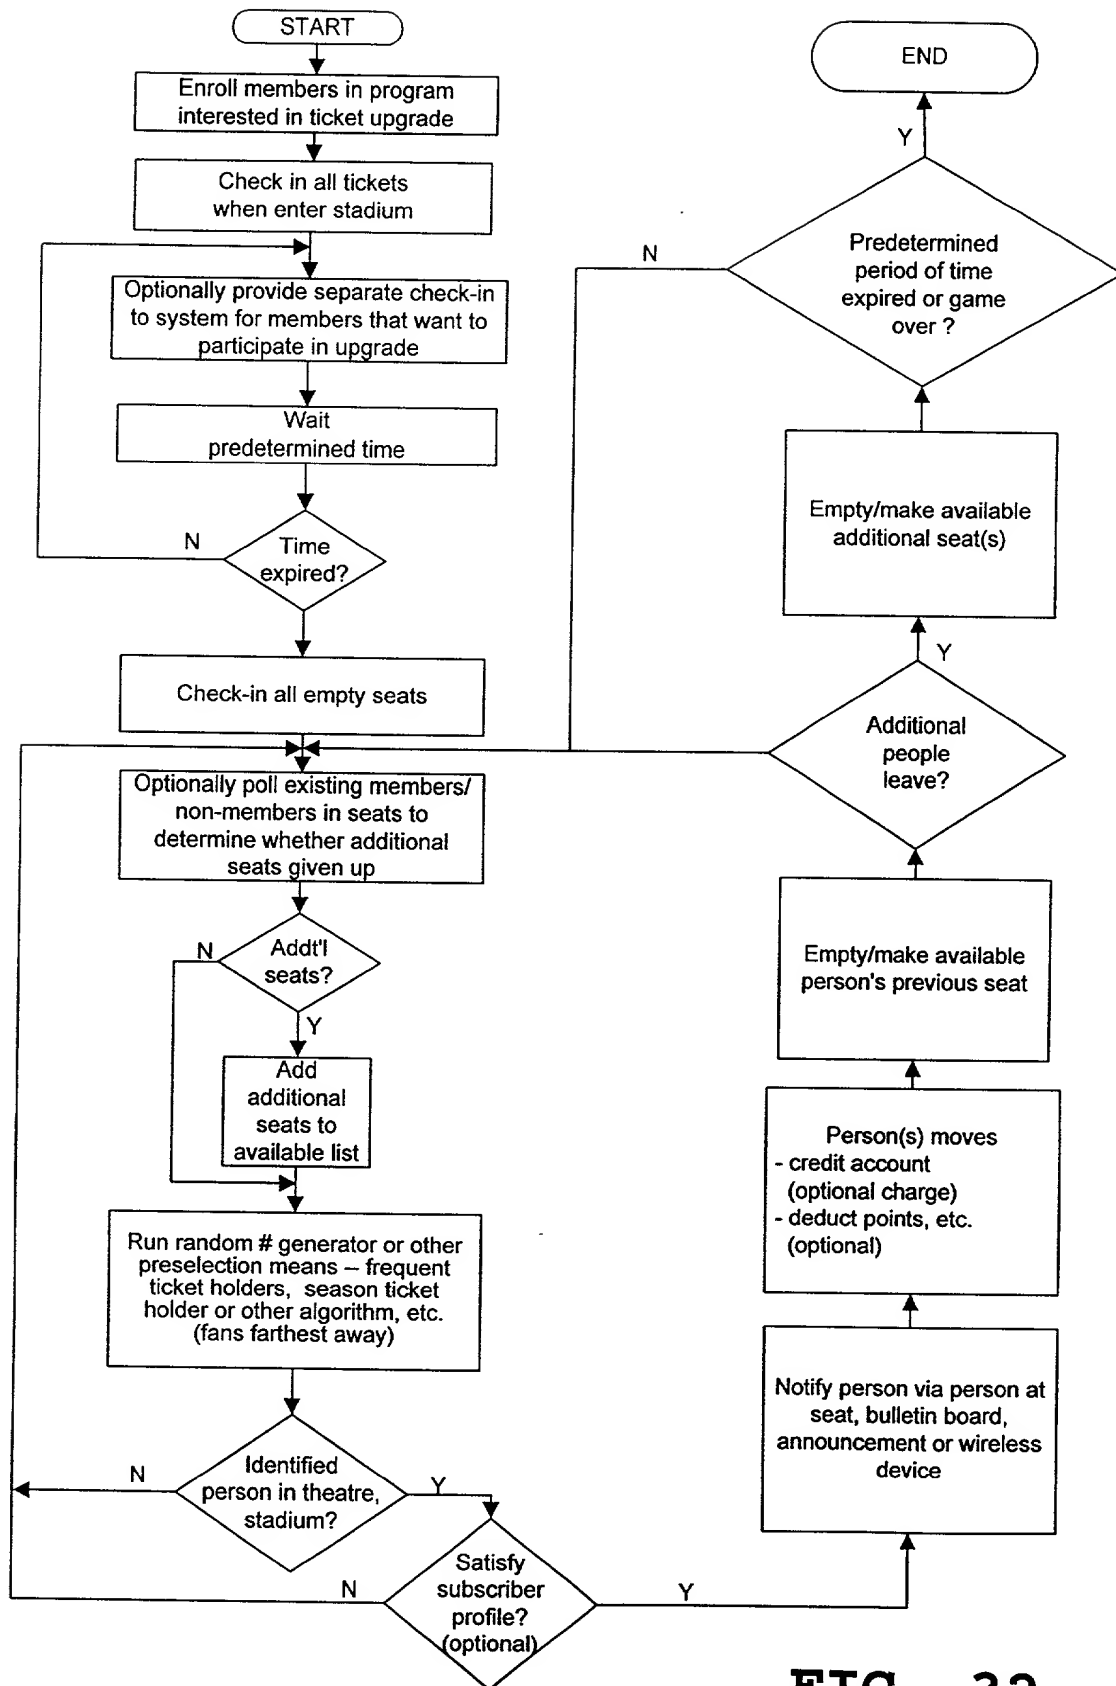 START
Enroll members in program
interested in ticket upgrade
Check in all tickets
when enter stadium
Optionally provide separate check-in
to system for members that want to
participate in upgrade
Wait
predetermined time
N
Time
expired?
Check-in all empty seats
Optionally poll existing members/
non-members in seats to
determine whether additional
seats given up
N
Addt'l
seats?
Y
Add
additional
seats to
available list
Run random # generator or other
preselection means – frequent
ticket holders, season ticket
holder or other algorithm, etc.
(fans farthest away)
N
Identified
person in theatre,
stadium?
Y
N
Satisfy
subscriber
profile?
(optional)
Y
Notify person via person at
seat, bulletin board,
announcement or wireless
device
Person(s) moves
- credit account
(optional charge)
- deduct points, etc.
(optional)
Empty/make available
person's previous seat
Additional
people
leave?
Y
Empty/make available
additional seat(s)
Predetermined
period of time
expired or game
over ?
N
Y
END